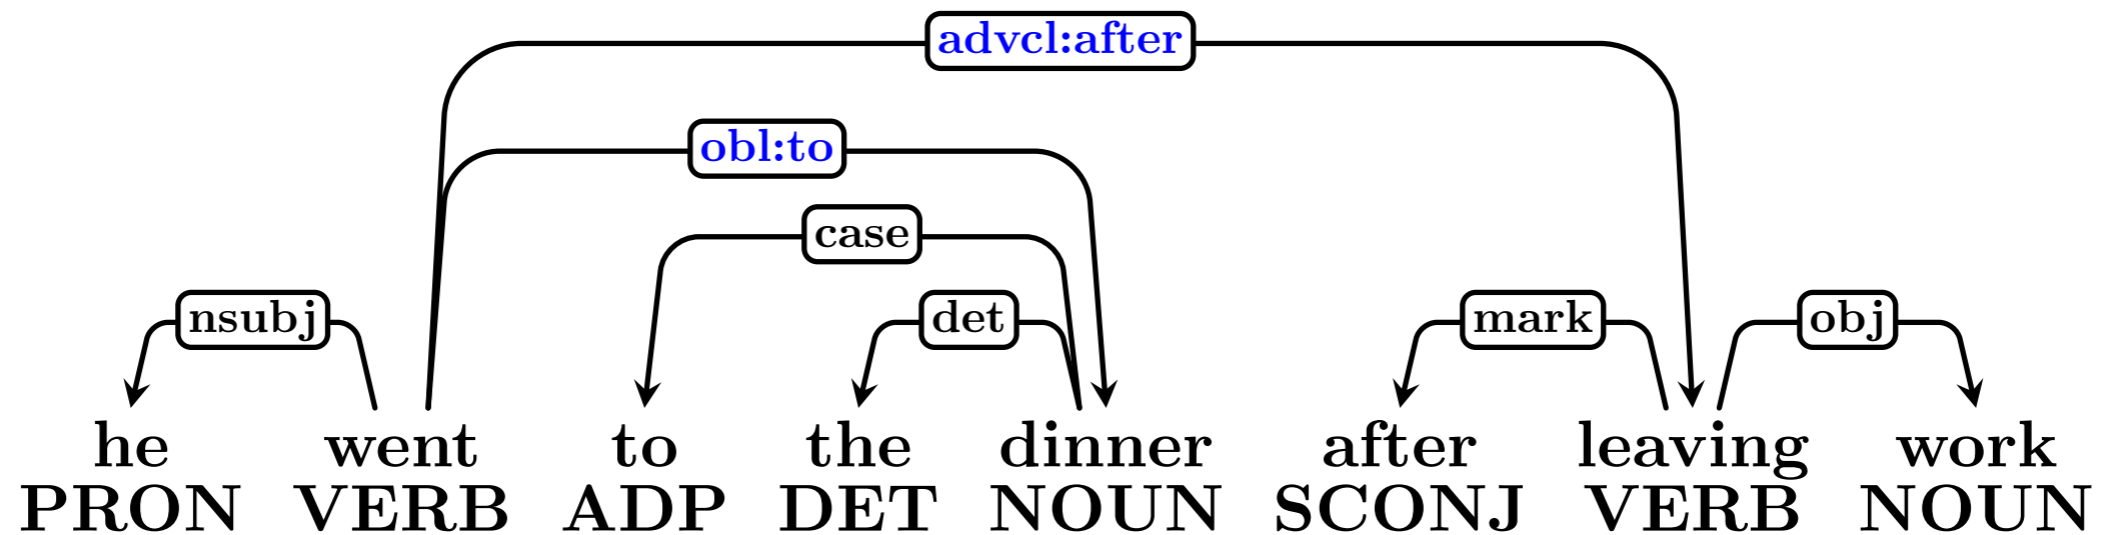 advcl:after
obl:to
case
nsubj det mark obj
he went to the dinner after leaving work
PRON VERB ADP DET NOUN SCONJ VERB NOUN